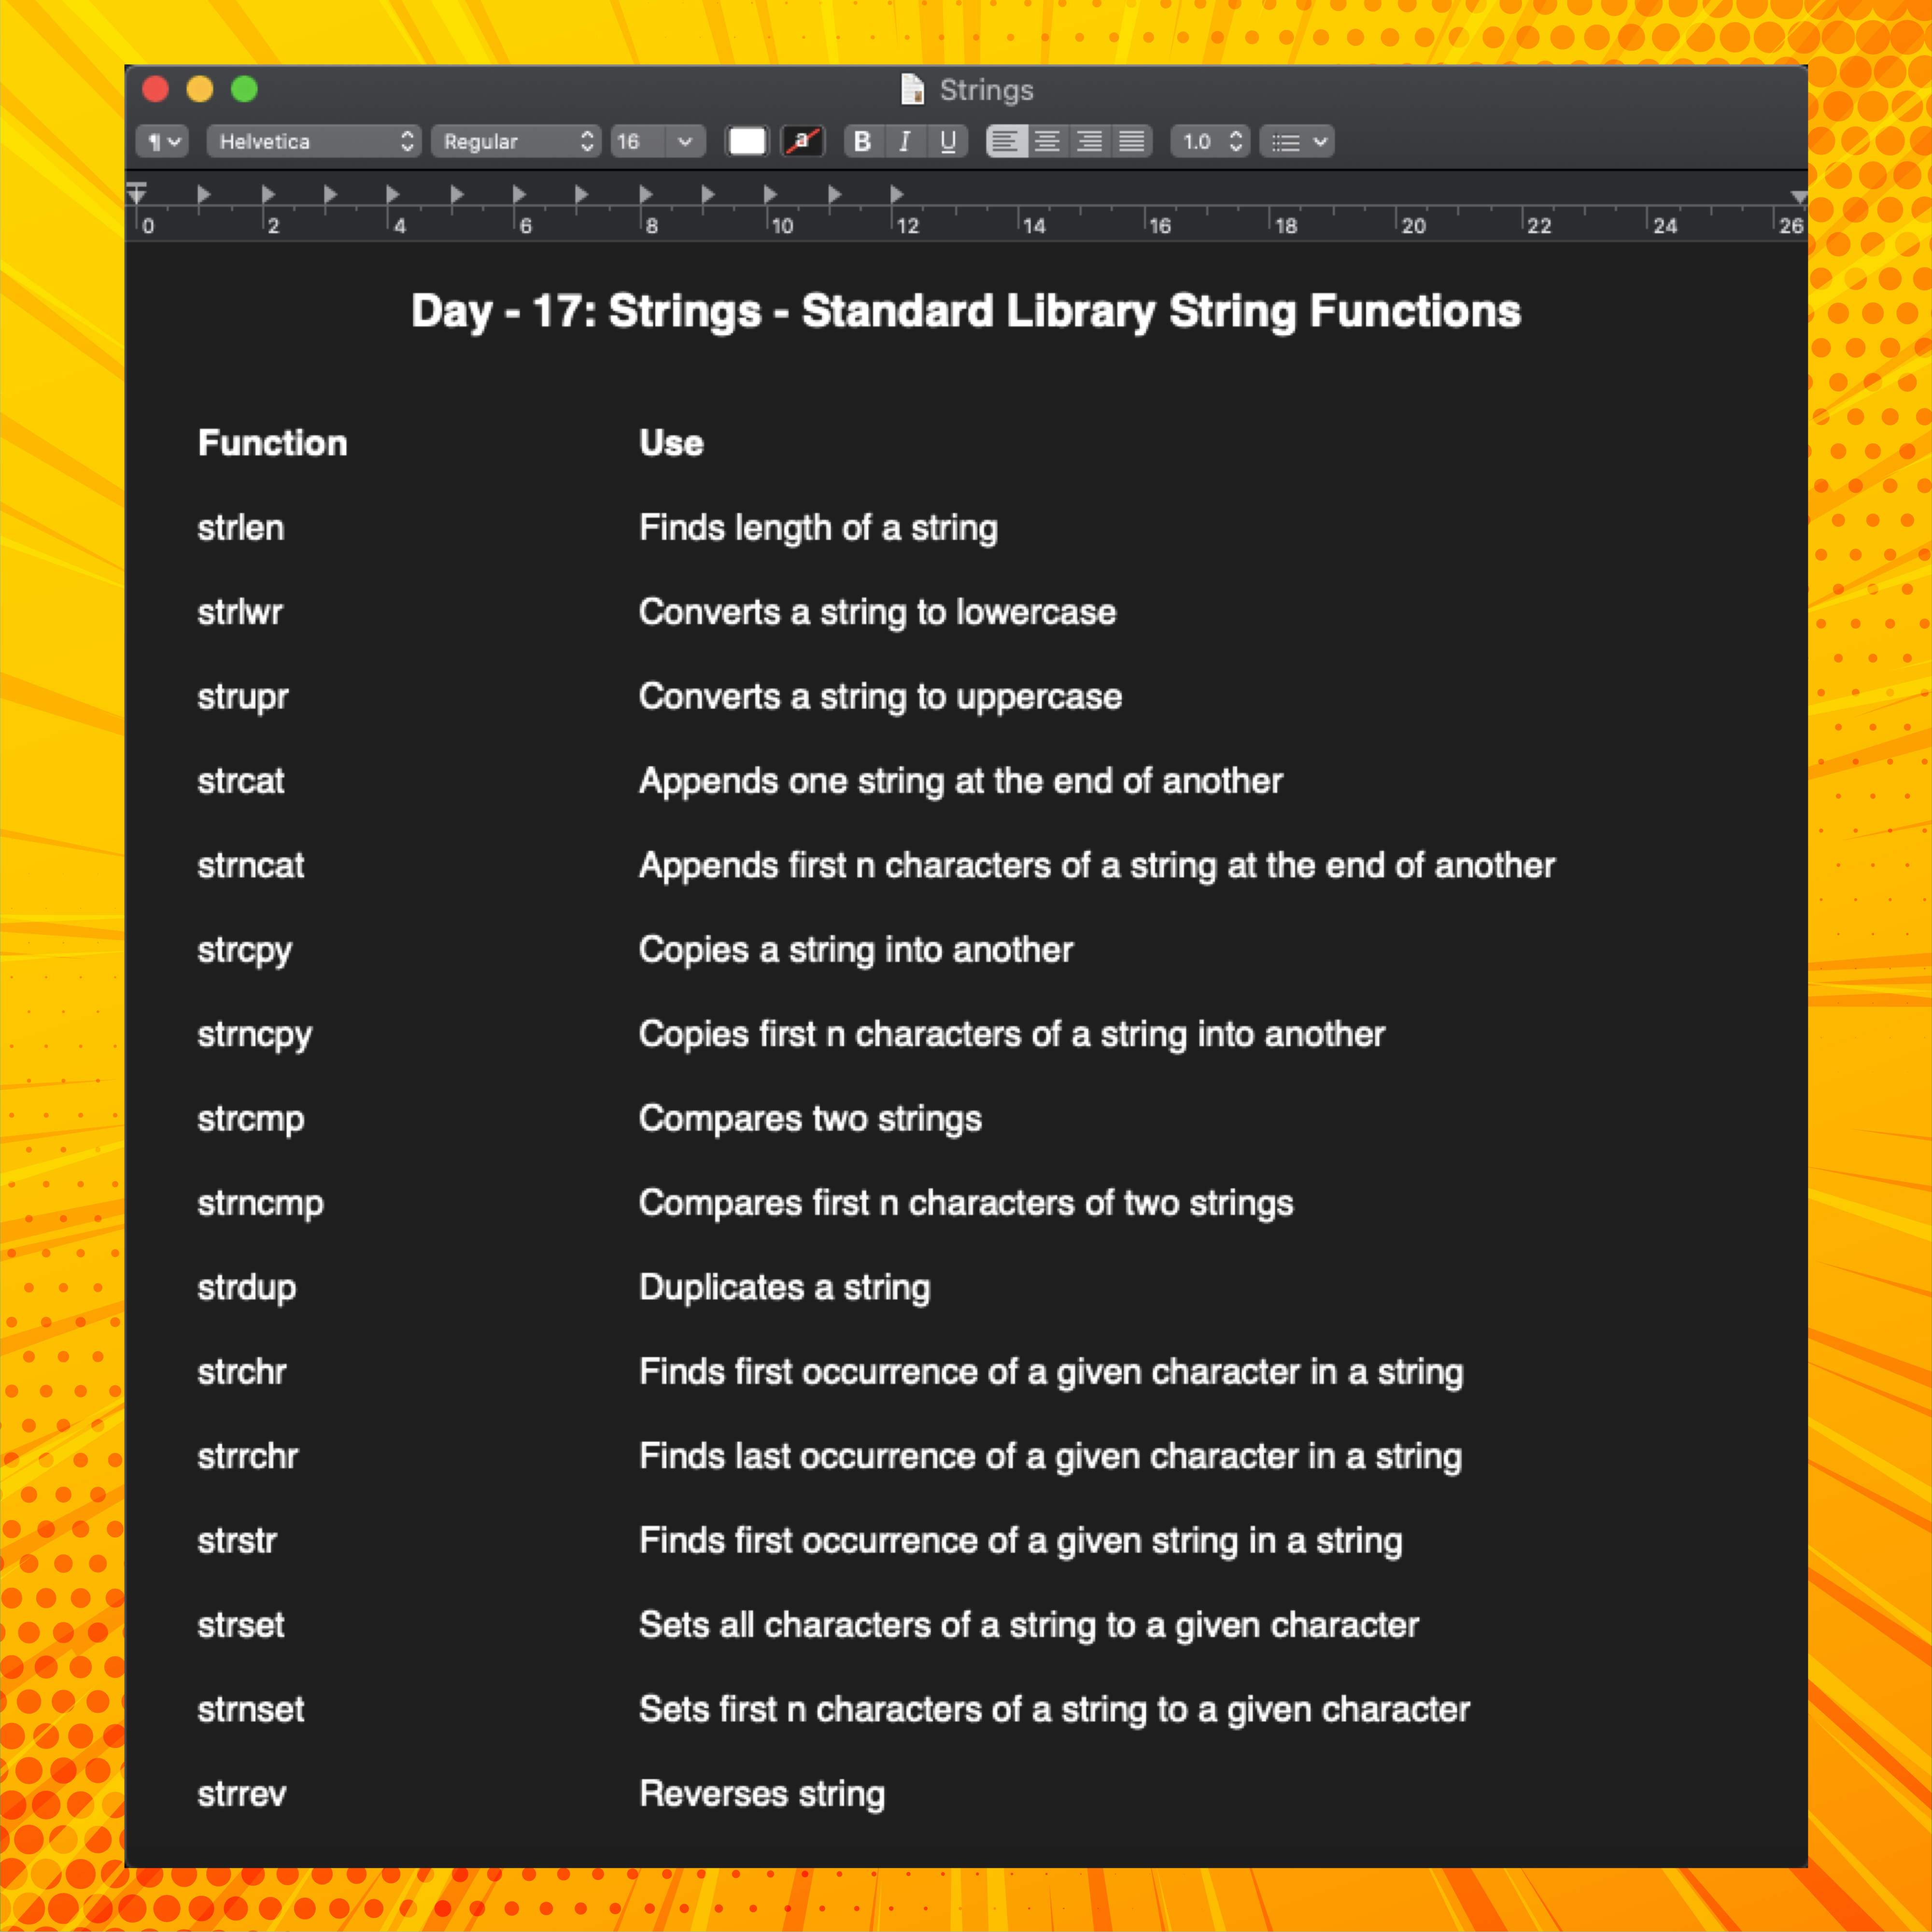 Strings
¶ Helvetica Regular 16 a B I U 1.0
0 2 4 6 8 10 12 14 16 18 20 22 24 26
Day - 17: Strings - Standard Library String Functions
Function Use
strlen Finds length of a string
strlwr Converts a string to lowercase
strupr Converts a string to uppercase
strcat Appends one string at the end of another
strncat Appends first n characters of a string at the end of another
strcpy Copies a string into another
strncpy Copies first n characters of a string into another
strcmp Compares two strings
strncmp Compares first n characters of two strings
strdup Duplicates a string
strchr Finds first occurrence of a given character in a string
strrchr Finds last occurrence of a given character in a string
strstr Finds first occurrence of a given string in a string
strset Sets all characters of a string to a given character
strnset Sets first n characters of a string to a given character
strrev Reverses string